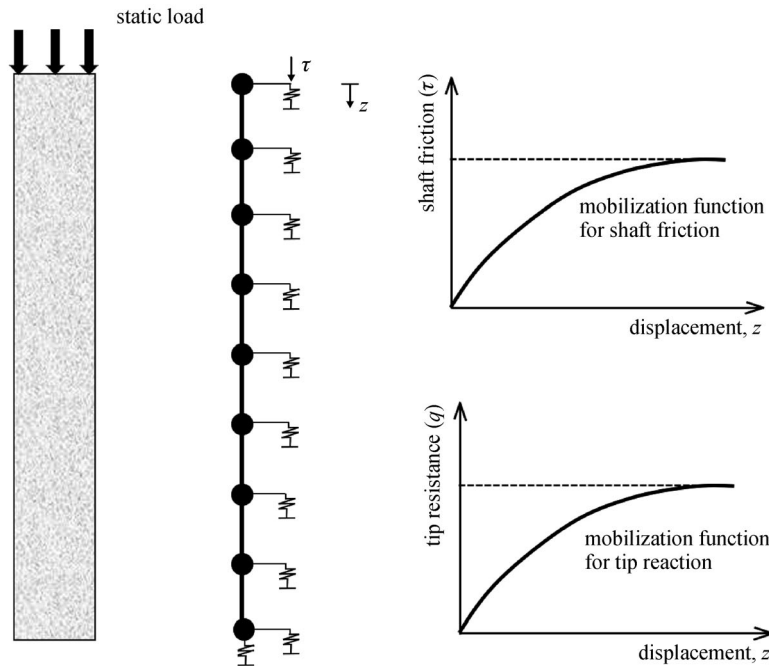 static load
τ
z
shaft friction (τ)
mobilization function
for shaft friction
displacement, z
tip resistance (q)
mobilization function
for tip reaction
displacement, z